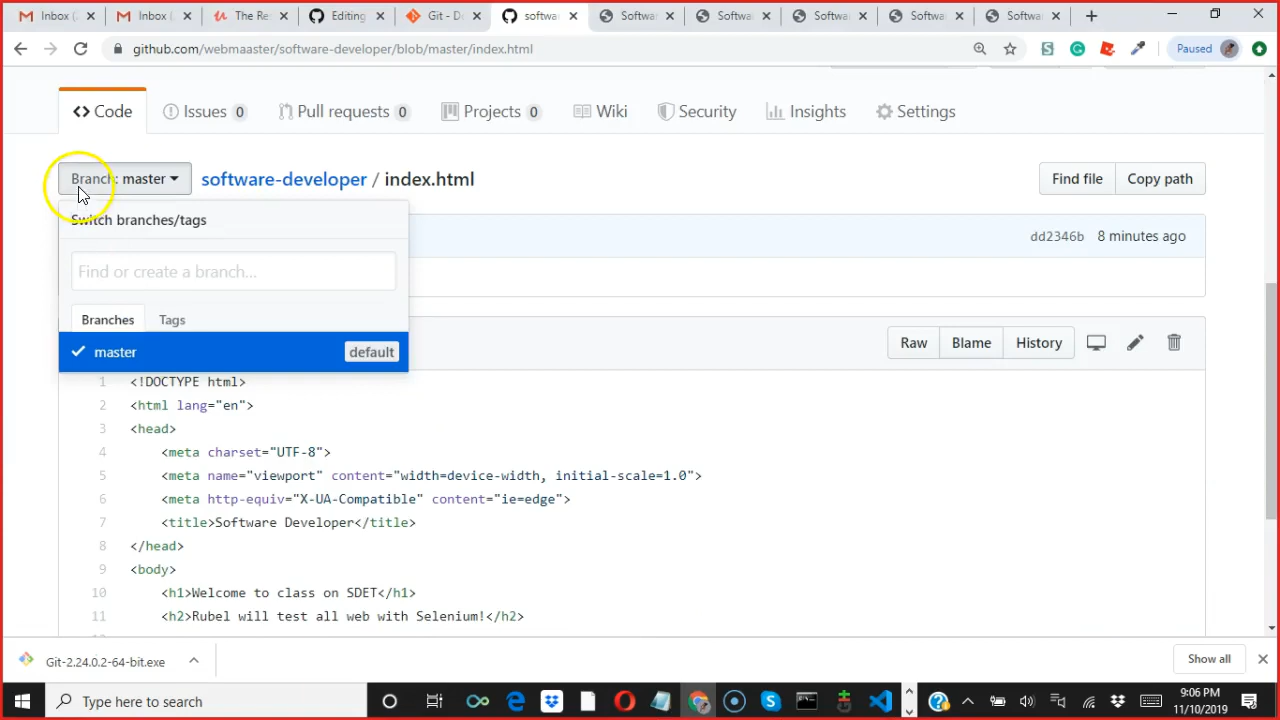 Inbox (
Inbox (
The Re
Editing
Git - D
softwa
Softwa
Softwa
Softwa
Softwa
Softwa
github.com/webmaaster/software-developer/blob/master/index.html
Paused
Code
Issues 0
Pull requests 0
Projects 0
Wiki
Security
Insights
Settings
Branch: master
software-developer / index.html
Find file
Copy path
Switch branches/tags
dd2346b 8 minutes ago
Find or create a branch...
Branches
Tags
master
default
Raw
Blame
History
1 <!DOCTYPE html>
2 <html lang="en">
3 <head>
4 <meta charset="UTF-8">
5 <meta name="viewport" content="width=device-width, initial-scale=1.0">
6 <meta http-equiv="X-UA-Compatible" content="ie=edge">
7 <title>Software Developer</title>
8 </head>
9 <body>
10 <h1>Welcome to class on SDET</h1>
11 <h2>Rubel will test all web with Selenium!</h2>
Git-2.24.0.2-64-bit.exe
Show all
Type here to search
9:06 PM
11/10/2019